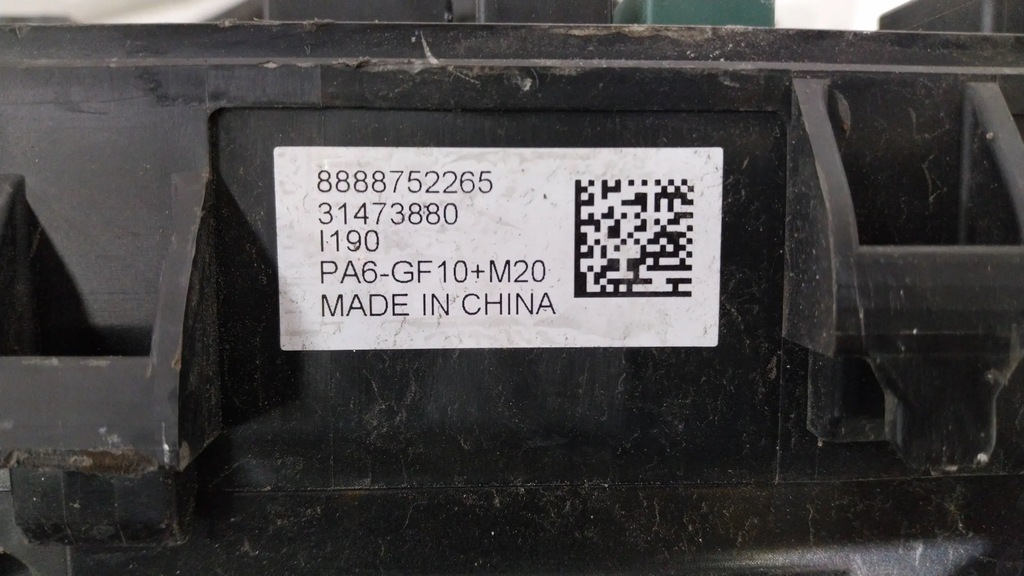 8888752265
31473880
I190
PA6-GF10+M20
MADE IN CHINA